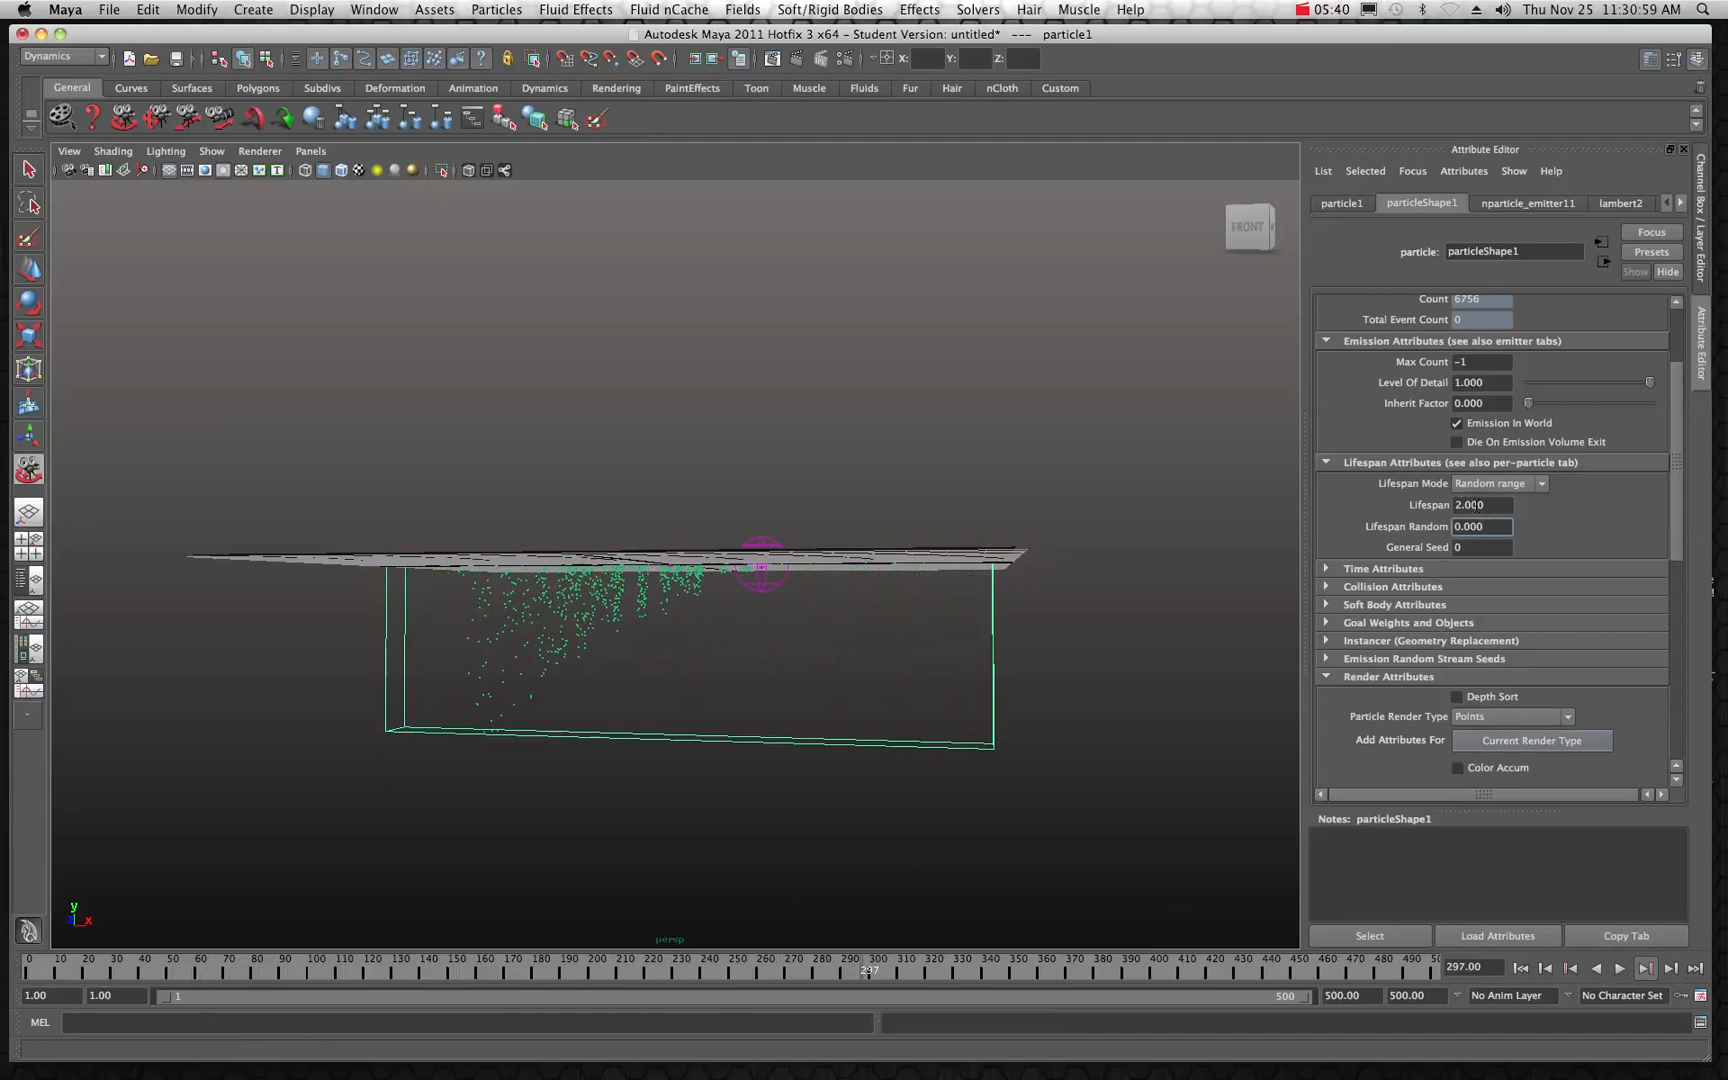 Maya File Edit Modify Create Display Window Assets Particles Fluid Effects Fluid nCache Fields Soft/Rigid Bodies Effects Solvers Hair Muscle Help 05:40 Thu Nov 25 11:30:59 AM
Autodesk Maya 2011 Hotfix 3 x64 - Student Version: untitled* --- particle1
Dynamics X: Y: Z:
General Curves Surfaces Polygons Subdivs Deformation Animation Dynamics Rendering PaintEffects Toon Muscle Fluids Fur Hair nCloth Custom
View Shading Lighting Show Renderer Panels
FRONT
persp
y
x
Attribute Editor
List Selected Focus Attributes Show Help
particle1 particleShape1 nparticle_emitter11 lambert2
Focus
particle: particleShape1 Presets
Show Hide
Count 6756
Total Event Count 0
Emission Attributes (see also emitter tabs)
Max Count -1
Level Of Detail 1.000
Inherit Factor 0.000
Emission In World
Die On Emission Volume Exit
Lifespan Attributes (see also per-particle tab)
Lifespan Mode Random range
Lifespan 2.000
Lifespan Random 0.000
General Seed 0
Time Attributes
Collision Attributes
Soft Body Attributes
Goal Weights and Objects
Instancer (Geometry Replacement)
Emission Random Stream Seeds
Render Attributes
Depth Sort
Particle Render Type Points
Add Attributes For Current Render Type
Color Accum
Notes: particleShape1
Select Load Attributes Copy Tab
Channel Box / Layer Editor
Attribute Editor
0 10 20 30 40 50 60 70 80 90 100 110 120 130 140 150 160 170 180 190 200 210 220 230 240 250 260 270 280 290 300 310 320 330 340 350 360 370 380 390 400 410 420 430 440 450 460 470 480 490 50
297 297.00
1.00 1.00 1 500 500.00 500.00 No Anim Layer No Character Set
MEL